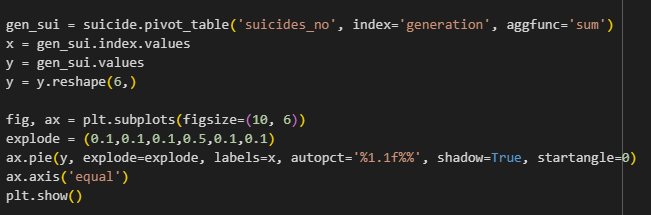 gen_sui = suicide.pivot_table('suicides_no', index='generation', aggfunc='sum')
x = gen_sui.index.values
y = gen_sui.values
y = y.reshape(6,)
fig, ax = plt.subplots(figsize=(10, 6))
explode = (0.1,0.1,0.1,0.5,0.1,0.1)
ax.pie(y, explode=explode, labels=x, autopct='%1.1f%%', shadow=True, startangle=0)
ax.axis('equal')
plt.show()